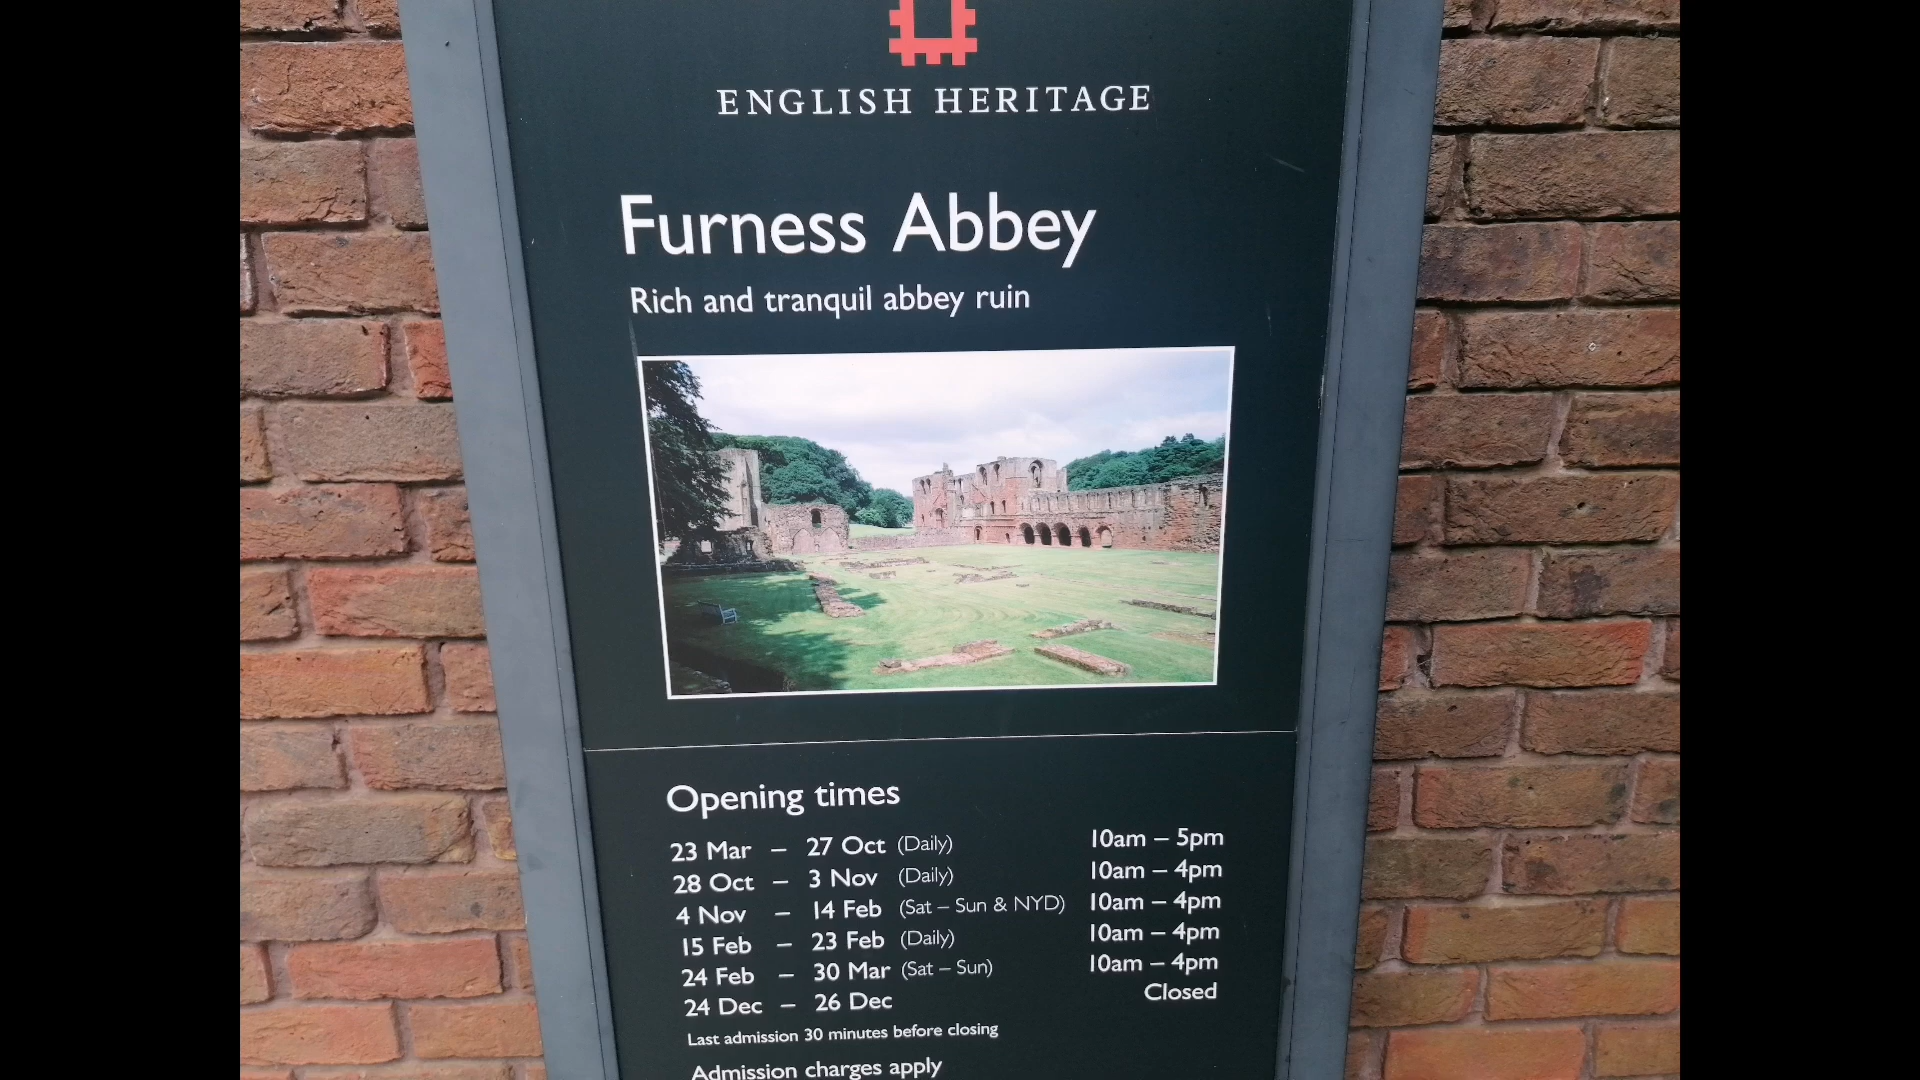 ENGLISH HERITAGE
Furness Abbey
Rich and tranquil abbey ruin
Opening times
23 Mar – 27 Oct (Daily) 10am – 5pm
28 Oct – 3 Nov (Daily) 10am – 4pm
4 Nov – 14 Feb (Sat – Sun & NYD) 10am – 4pm
15 Feb – 23 Feb (Daily) 10am – 4pm
24 Feb – 30 Mar (Sat – Sun) 10am – 4pm
24 Dec – 26 Dec Closed
Last admission 30 minutes before closing
Admission charges apply